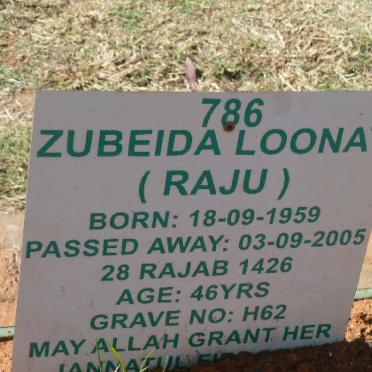 786
ZUBEIDA LOONA
( RAJU )
BORN: 18-09-1959
PASSED AWAY: 03-09-2005
28 RAJAB 1426
AGE: 46YRS
GRAVE NO: H62
MAY ALLAH GRANT HER
JANNATUL